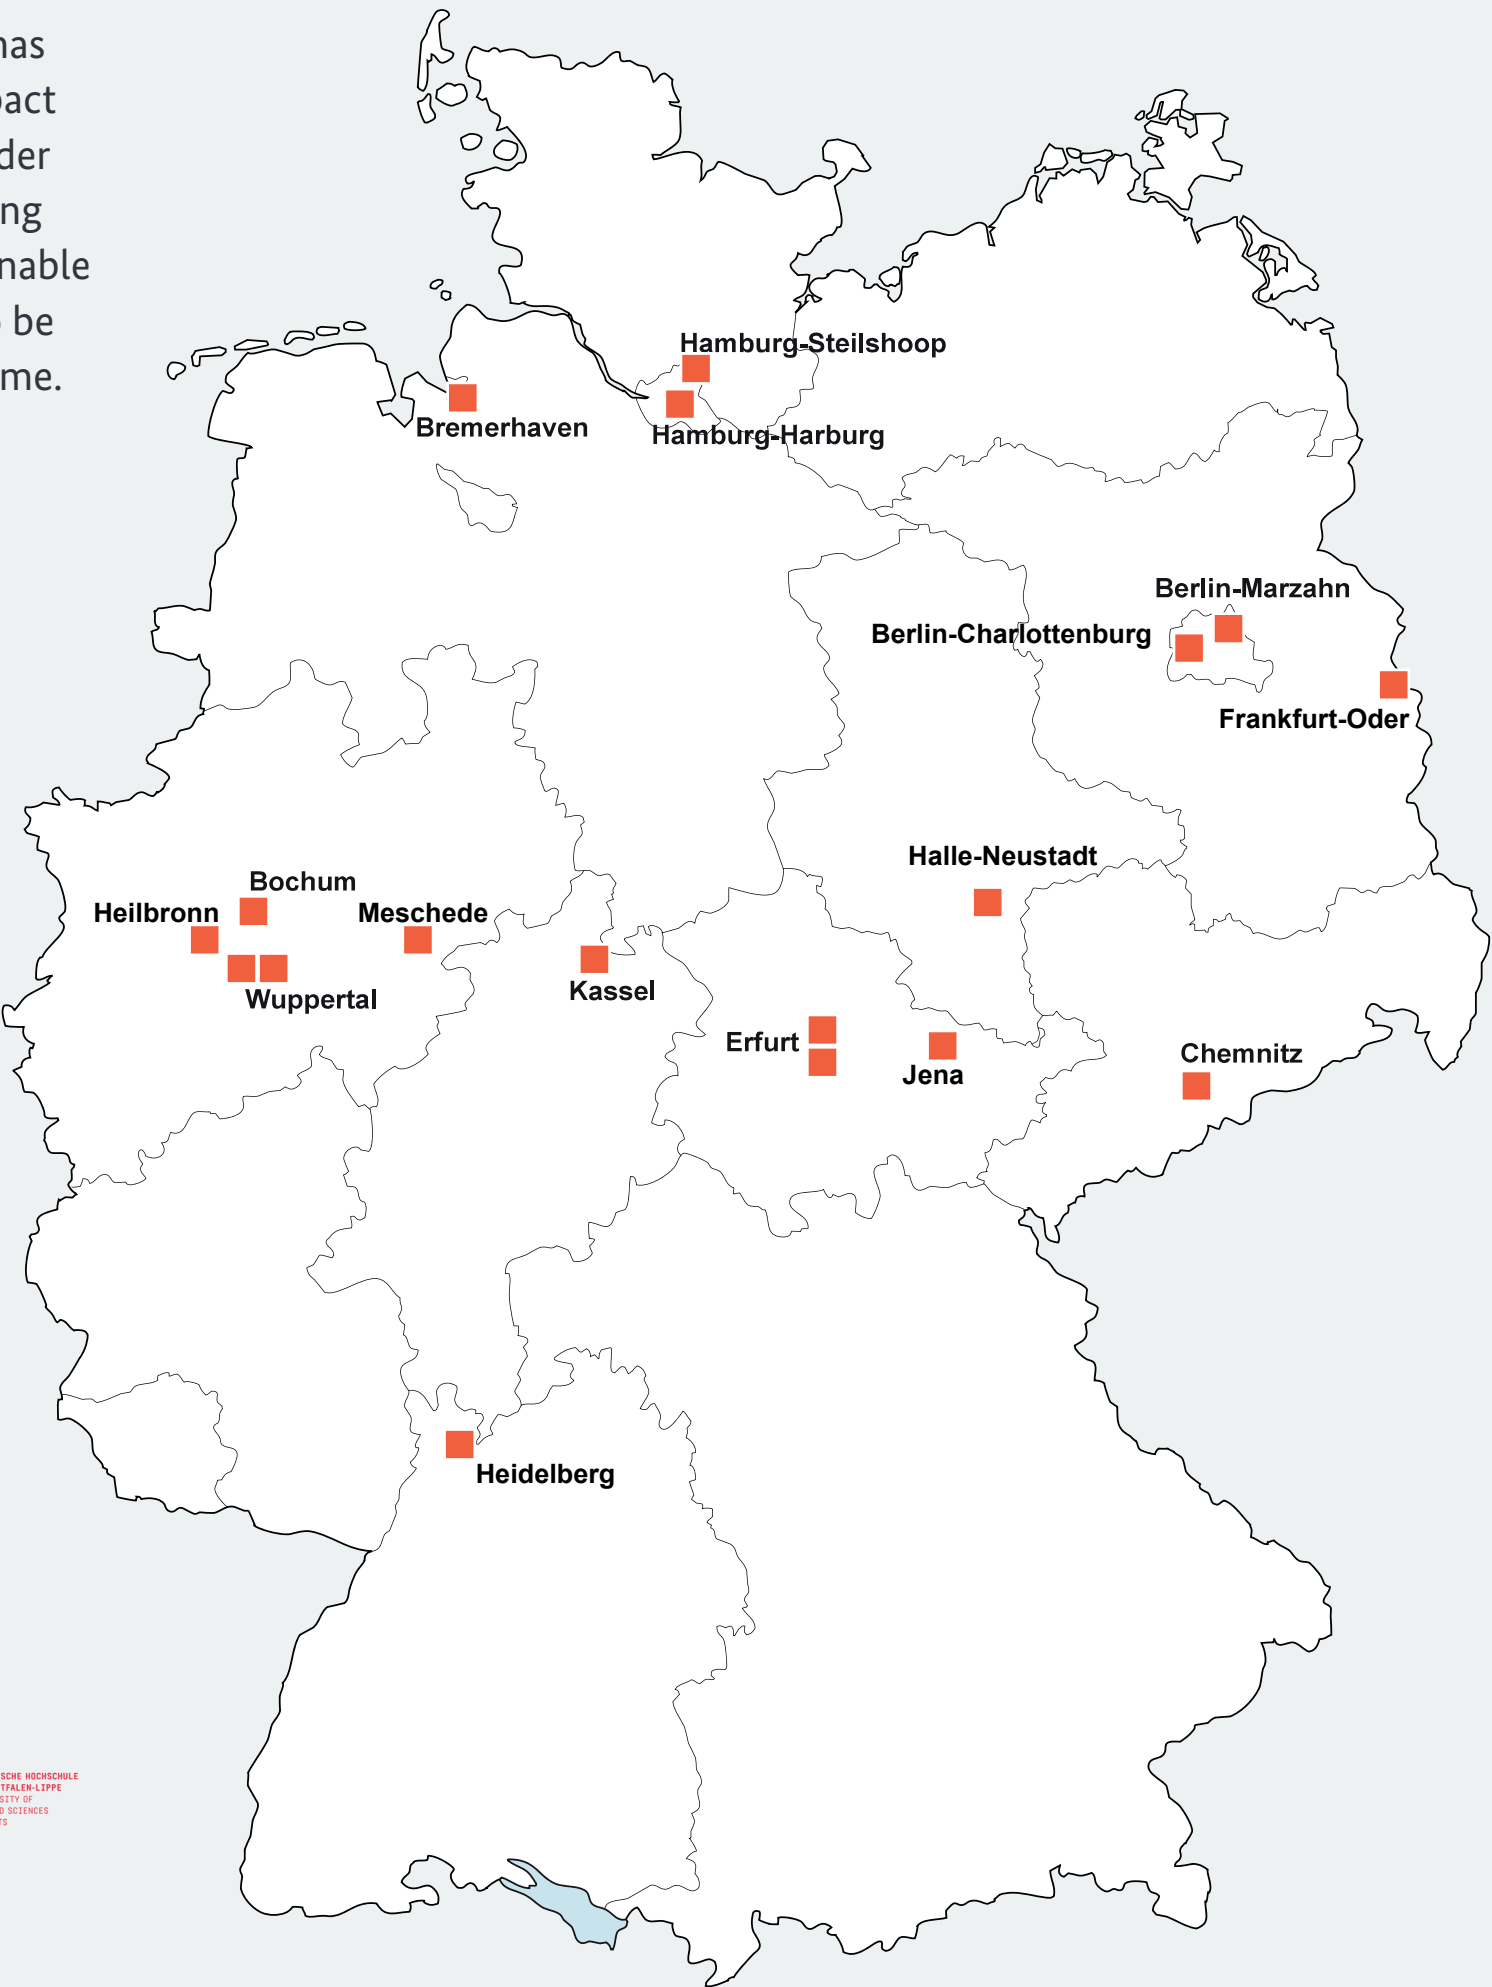 has
pact
der
ng
nable
be
me.
Hamburg-Steilshoop
Bremerhaven
Hamburg-Harburg
Berlin-Marzahn
Berlin-Charlottenburg
Frankfurt-Oder
Halle-Neustadt
Bochum
Heilbronn
Meschede
Wuppertal
Kassel
Erfurt
Jena
Chemnitz
Heidelberg
SCHE HOCHSCHULE
TFALEN-LIPPE
SITY OF
D SCIENCES
TS